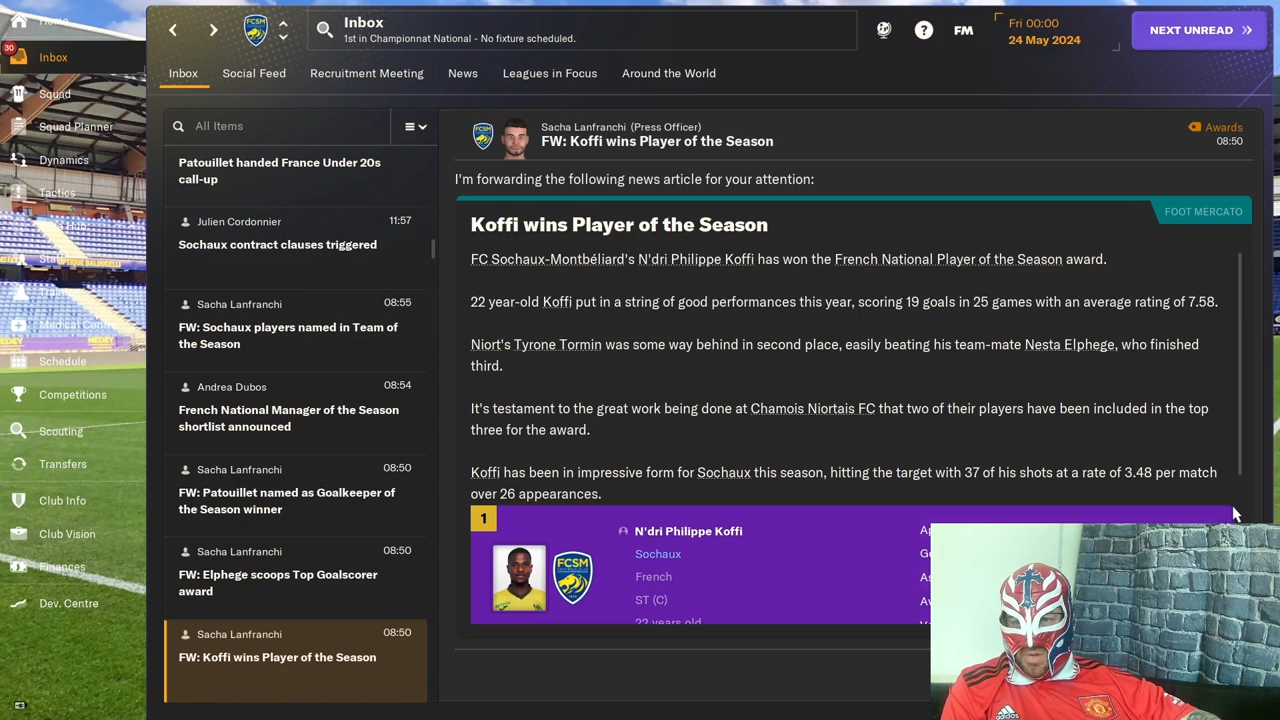 Home
30
Inbox
Squad
Squad Planner
Dynamics
Tactics
Medical Centre
Schedule
Competitions
Scouting
Transfers
Club Info
Club Vision
Finances
Dev. Centre
FCSM
Inbox
1st in Championnat National - No fixture scheduled.
?
FM
Fri 00:00
24 May 2024
NEXT UNREAD
Inbox
Social Feed
Recruitment Meeting
News
Leagues in Focus
Around the World
All Items
Patouillet handed France Under 20s
call-up
Julien Cordonnier
11:57
Sochaux contract clauses triggered
Sacha Lanfranchi
08:55
FW: Sochaux players named in Team of
the Season
Andrea Dubos
08:54
French National Manager of the Season
shortlist announced
Sacha Lanfranchi
08:50
FW: Patouillet named as Goalkeeper of
the Season winner
Sacha Lanfranchi
08:50
FW: Elphege scoops Top Goalscorer
award
Sacha Lanfranchi
08:50
FW: Koffi wins Player of the Season
FCSM
Sacha Lanfranchi (Press Officer)
FW: Koffi wins Player of the Season
Awards
08:50
I'm forwarding the following news article for your attention:
FOOT MERCATO
Koffi wins Player of the Season
FC Sochaux-Montbéliard's N'dri Philippe Koffi has won the French National Player of the Season award.
22 year-old Koffi put in a string of good performances this year, scoring 19 goals in 25 games with an average rating of 7.58.
Niort's Tyrone Tormin was some way behind in second place, easily beating his team-mate Nesta Elphege, who finished
third.
It's testament to the great work being done at Chamois Niortais FC that two of their players have been included in the top
three for the award.
Koffi has been in impressive form for Sochaux this season, hitting the target with 37 of his shots at a rate of 3.48 per match
over 26 appearances.
1
N'dri Philippe Koffi
Sochaux
French
ST (C)
22 years old
FCSM
adidas